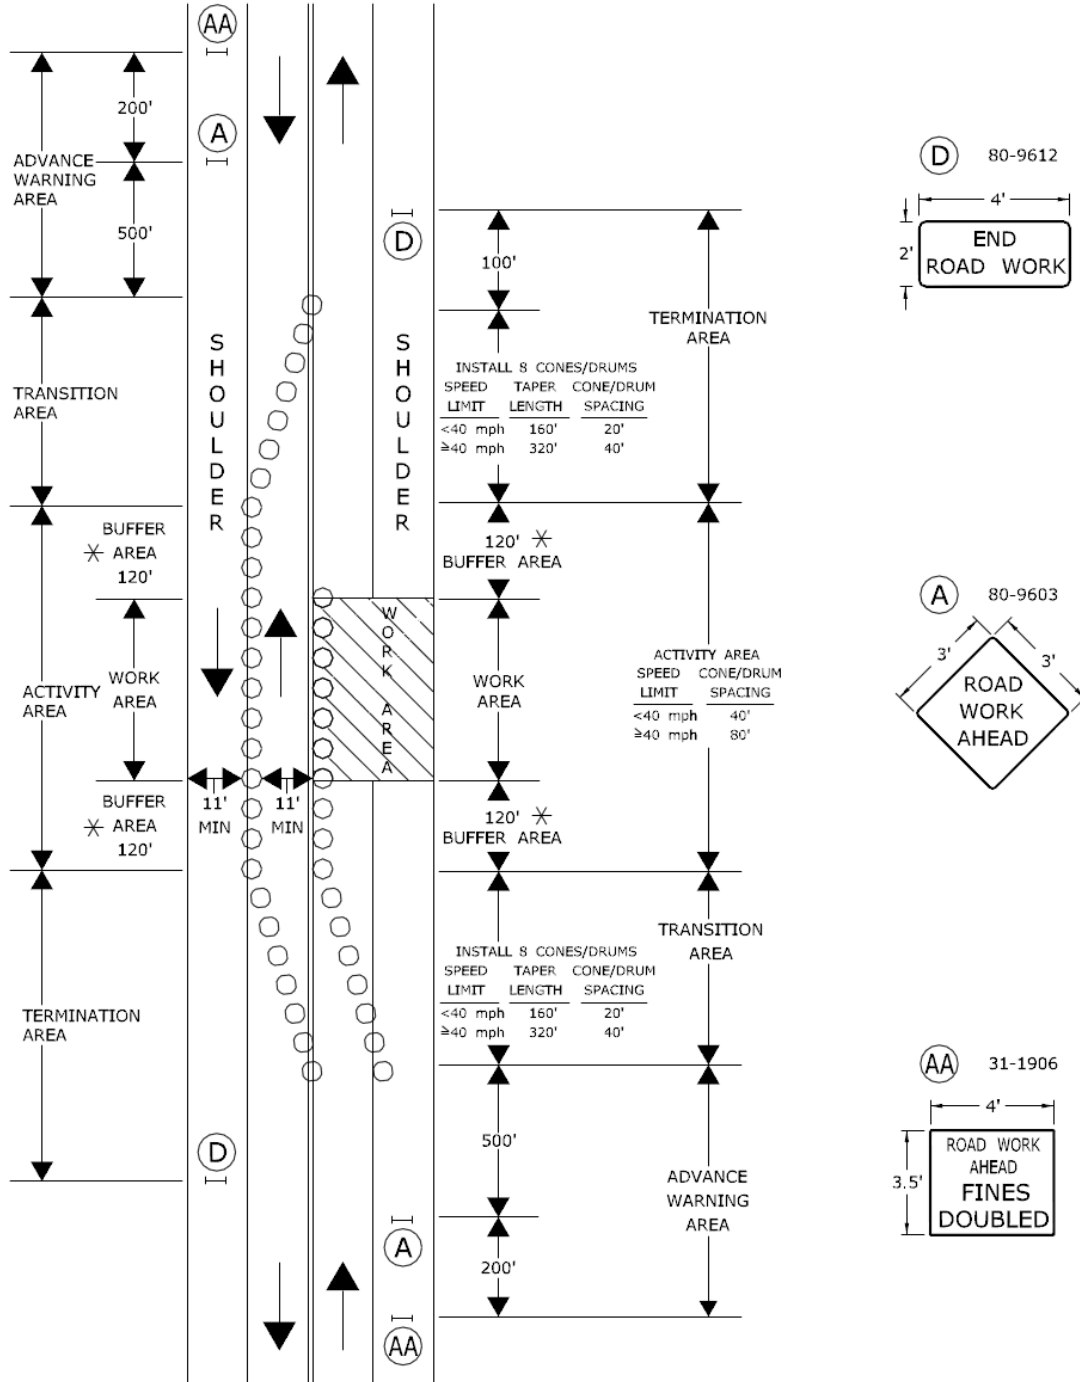 AA
200'
A
ADVANCE
WARNING
AREA
500'
D
100'
TERMINATION
AREA
SHOULDER
SHOULDER
INSTALL 8 CONES/DRUMS
SPEED TAPER CONE/DRUM
LIMIT LENGTH SPACING
<40 mph 160' 20'
≧40 mph 320' 40'
TRANSITION
AREA
BUFFER
* AREA
120'
120' *
BUFFER AREA
WORK AREA
ACTIVITY
AREA
WORK
AREA
WORK
AREA
ACTIVITY AREA
SPEED CONE/DRUM
LIMIT SPACING
<40 mph 40'
≧40 mph 80'
11'
MIN
11'
MIN
BUFFER
* AREA
120'
120' *
BUFFER AREA
TRANSITION
AREA
INSTALL 8 CONES/DRUMS
SPEED TAPER CONE/DRUM
LIMIT LENGTH SPACING
<40 mph 160' 20'
≧40 mph 320' 40'
TERMINATION
AREA
D
500'
ADVANCE
WARNING
AREA
A
200'
AA
D 80-9612
4'
2'
END
ROAD WORK
A 80-9603
3' 3'
ROAD
WORK
AHEAD
AA 31-1906
4'
3.5'
ROAD WORK
AHEAD
FINES
DOUBLED